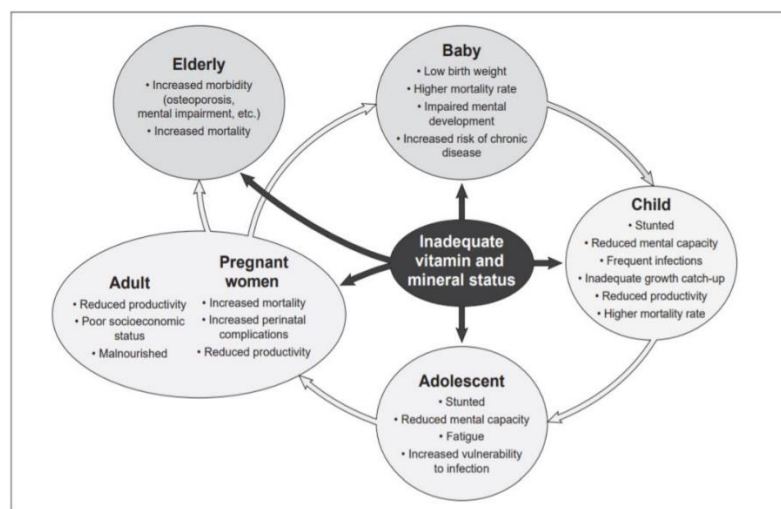 Elderly
• Increased morbidity
(osteoporosis,
mental impairment, etc.)
• Increased mortality
Baby
• Low birth weight
• Higher mortality rate
• Impaired mental
development
• Increased risk of chronic
disease
Inadequate
vitamin and
mineral status
Child
• Stunted
• Reduced mental capacity
• Frequent infections
• Inadequate growth catch-up
• Reduced productivity
• Higher mortality rate
Adult
• Reduced productivity
• Poor socioeconomic
status
• Malnourished
Pregnant
women
• Increased mortality
• Increased perinatal
complications
• Reduced productivity
Adolescent
• Stunted
• Reduced mental capacity
• Fatigue
• Increased vulnerability
to infection